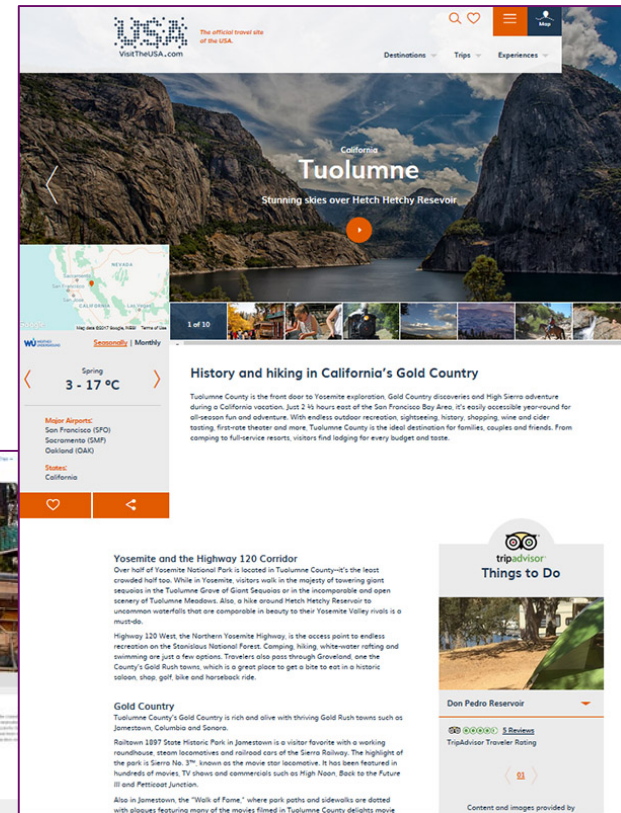 USA
The official travel site
of the USA.
VisitTheUSA.com
Map
Destinations
Trips
Experiences
California
Tuolumne
Stunning skies over Hetch Hetchy Resevoir
NEVADA
Sacramento
San Francisco
San Jose
CALIFORNIA
Las Vegas
Map data ©2017 Google, INEGI Terms of Use
1 of 10
Seasonally | Monthly
Spring
3 - 17 °C
Major Airports:
San Francisco (SFO)
Sacramento (SMF)
Oakland (OAK)
States:
California
History and hiking in California's Gold Country
Tuolumne County is the front door to Yosemite exploration, Gold Country discoveries and High Sierra adventure
during a California vacation. Just 2 ½ hours east of the San Francisco Bay Area, it's easily accessible year-round for
all-season fun and adventure. With endless outdoor recreation, sightseeing, history, shopping, wine and cider
tasting, first-rate theater and more, Tuolumne County is the ideal destination for families, couples and friends. From
camping to full-service resorts, visitors find lodging for every budget and taste.
Yosemite and the Highway 120 Corridor
Over half of Yosemite National Park is located in Tuolumne County—it's the least
crowded half too. While in Yosemite, visitors walk in the majesty of towering giant
sequoias in the Tuolumne Grove of Giant Sequoias or in the incomparable and open
scenery of Tuolumne Meadows. Also, a hike around Hetch Hetchy Reservoir to
uncommon waterfalls that are comparable in beauty to their Yosemite Valley rivals is a
must-do.
Highway 120 West, the Northern Yosemite Highway, is the access point to endless
recreation on the Stanislaus National Forest. Camping, hiking, white-water rafting and
swimming are just a few options. Travelers also pass through Groveland, one the
County's Gold Rush towns, which is a great place to get a bite to eat in a historic
saloon, shop, golf, bike and horseback ride.
Gold Country
Tuolumne County's Gold Country is rich and alive with thriving Gold Rush towns such as
Jamestown, Columbia and Sonora.
Railtown 1897 State Historic Park in Jamestown is a visitor favorite with a working
roundhouse, steam locomotives and railroad cars of the Sierra Railway. The highlight of
the park is Sierra No. 3™, known as the movie star locomotive. It has been featured in
hundreds of movies, TV shows and commercials such as High Noon, Back to the Future
III and Petticoat Junction.
Also in Jamestown, the "Walk of Fame," where park paths and sidewalks are dotted
with plaques featuring many of the movies filmed in Tuolumne County delights movie
tripadvisor
Things to Do
Don Pedro Reservoir
5 Reviews
TripAdvisor Traveler Rating
01
Content and images provided by